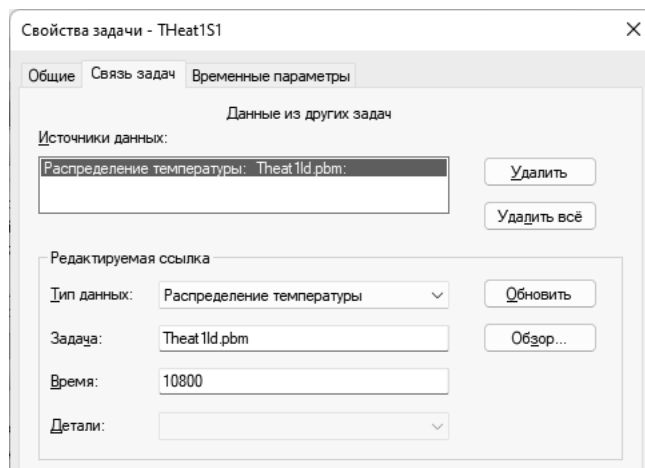 Свойства задачи - THeat1S1
Общие Связь задач Временные параметры
Данные из других задач
Источники данных:
Распределение температуры: Theat1ld.pbm:
Удалить
Удалить всё
Редактируемая ссылка
Тип данных: Распределение температуры Обновить
Задача: Theat1ld.pbm Обзор...
Время: 10800
Детали: